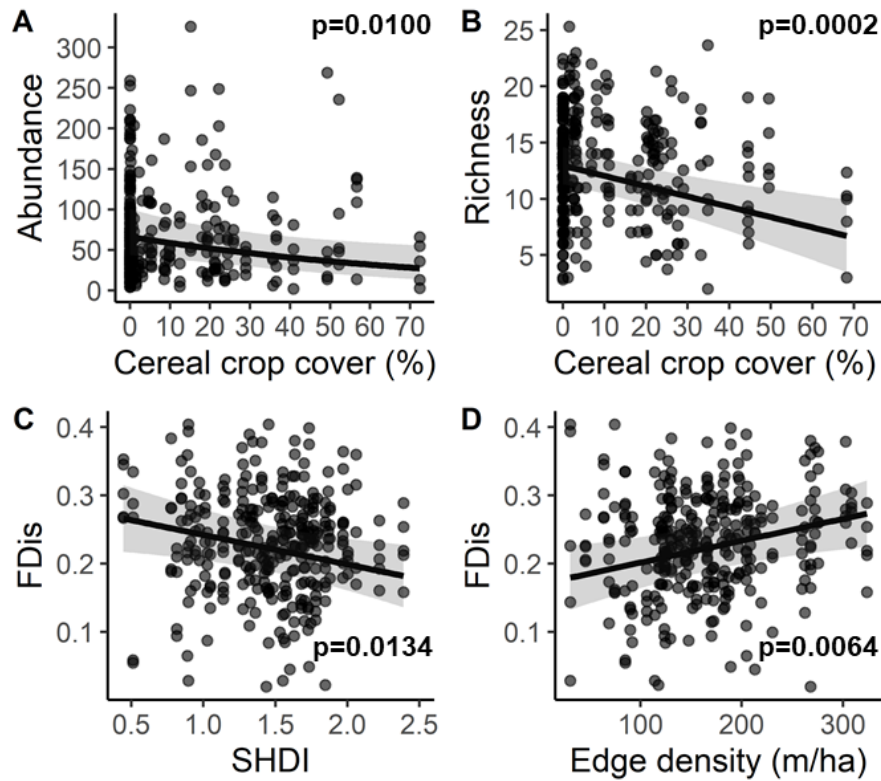 A
p=0.0100
Abundance
300
250
200
150
100
50
0
0 10 20 30 40 50 60 70
Cereal crop cover (%)
B
p=0.0002
Richness
25
20
15
10
5
0 10 20 30 40 50 60 70
Cereal crop cover (%)
C
FDis
0.4
0.3
0.2
0.1
p=0.0134
0.5 1.0 1.5 2.0 2.5
SHDI
D
FDis
0.4
0.3
0.2
0.1
p=0.0064
100 200 300
Edge density (m/ha)